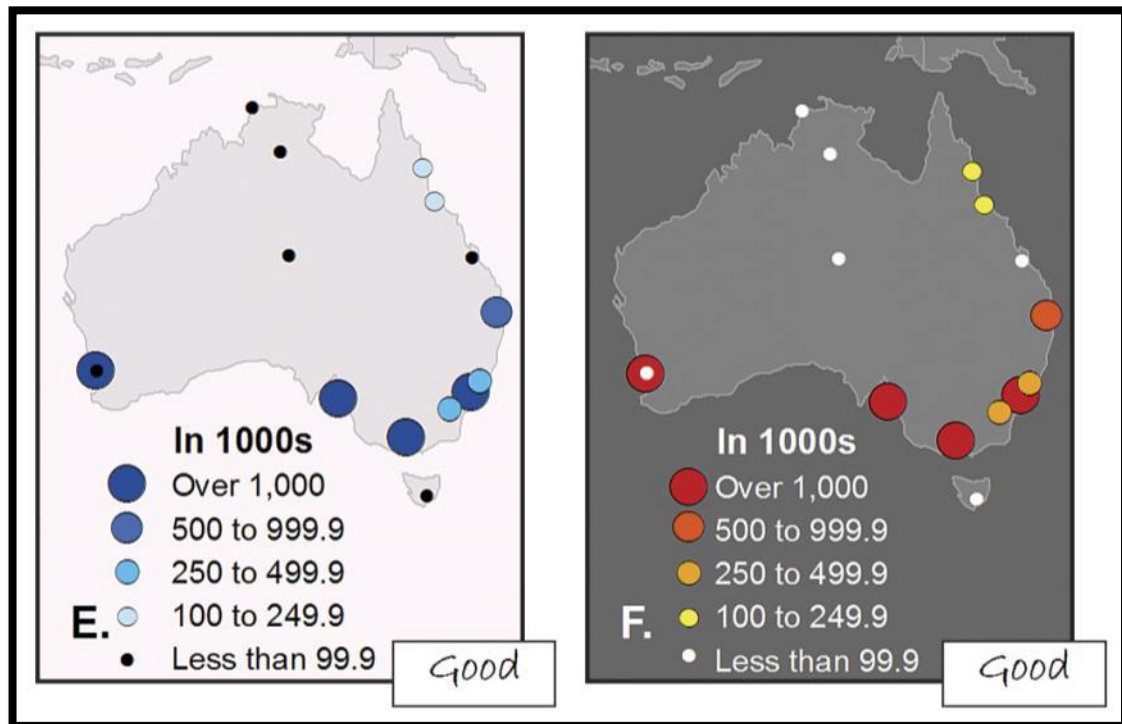 In 1000s
Over 1,000
500 to 999.9
250 to 499.9
100 to 249.9
E.
Less than 99.9
Good
In 1000s
Over 1,000
500 to 999.9
250 to 499.9
100 to 249.9
F.
Less than 99.9
Good